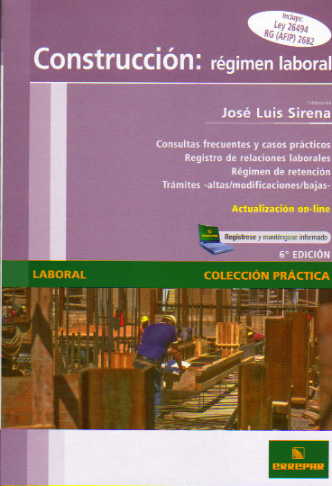 Incluye:
Ley 26494
RG (AFIP) 2682
Construcción: régimen laboral
José Luis Sirena
Consultas frecuentes y casos prácticos
Registro de relaciones laborales
Régimen de retención
Trámites -altas/modificaciones/bajas-
Actualización on-line
Regístrese y manténgase informado
6° EDICIÓN
LABORAL COLECCIÓN PRÁCTICA
ERREPAR